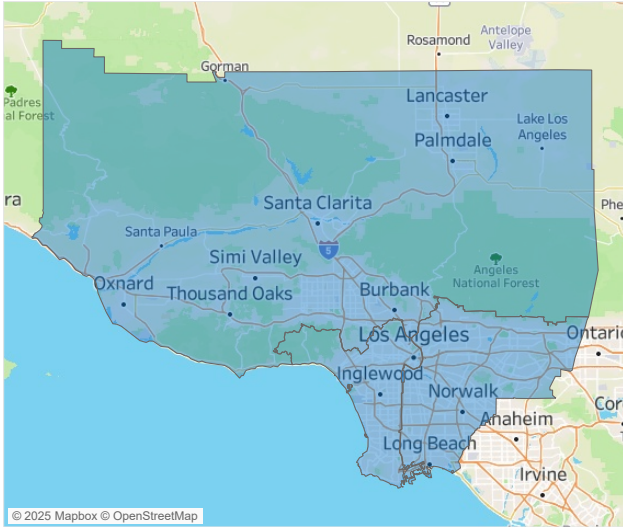 Rosamond
Antelope
Valley
Gorman
Padres
al Forest
Lancaster
Lake Los
Angeles
Palmdale
ra
Santa Clarita
Phe
Santa Paula
5
Simi Valley
Angeles
National Forest
Oxnard
Thousand Oaks
Burbank
Los Angeles
Ontario
Inglewood
Norwalk
Cor
Anaheim
Long Beach
Irvine
© 2025 Mapbox © OpenStreetMap